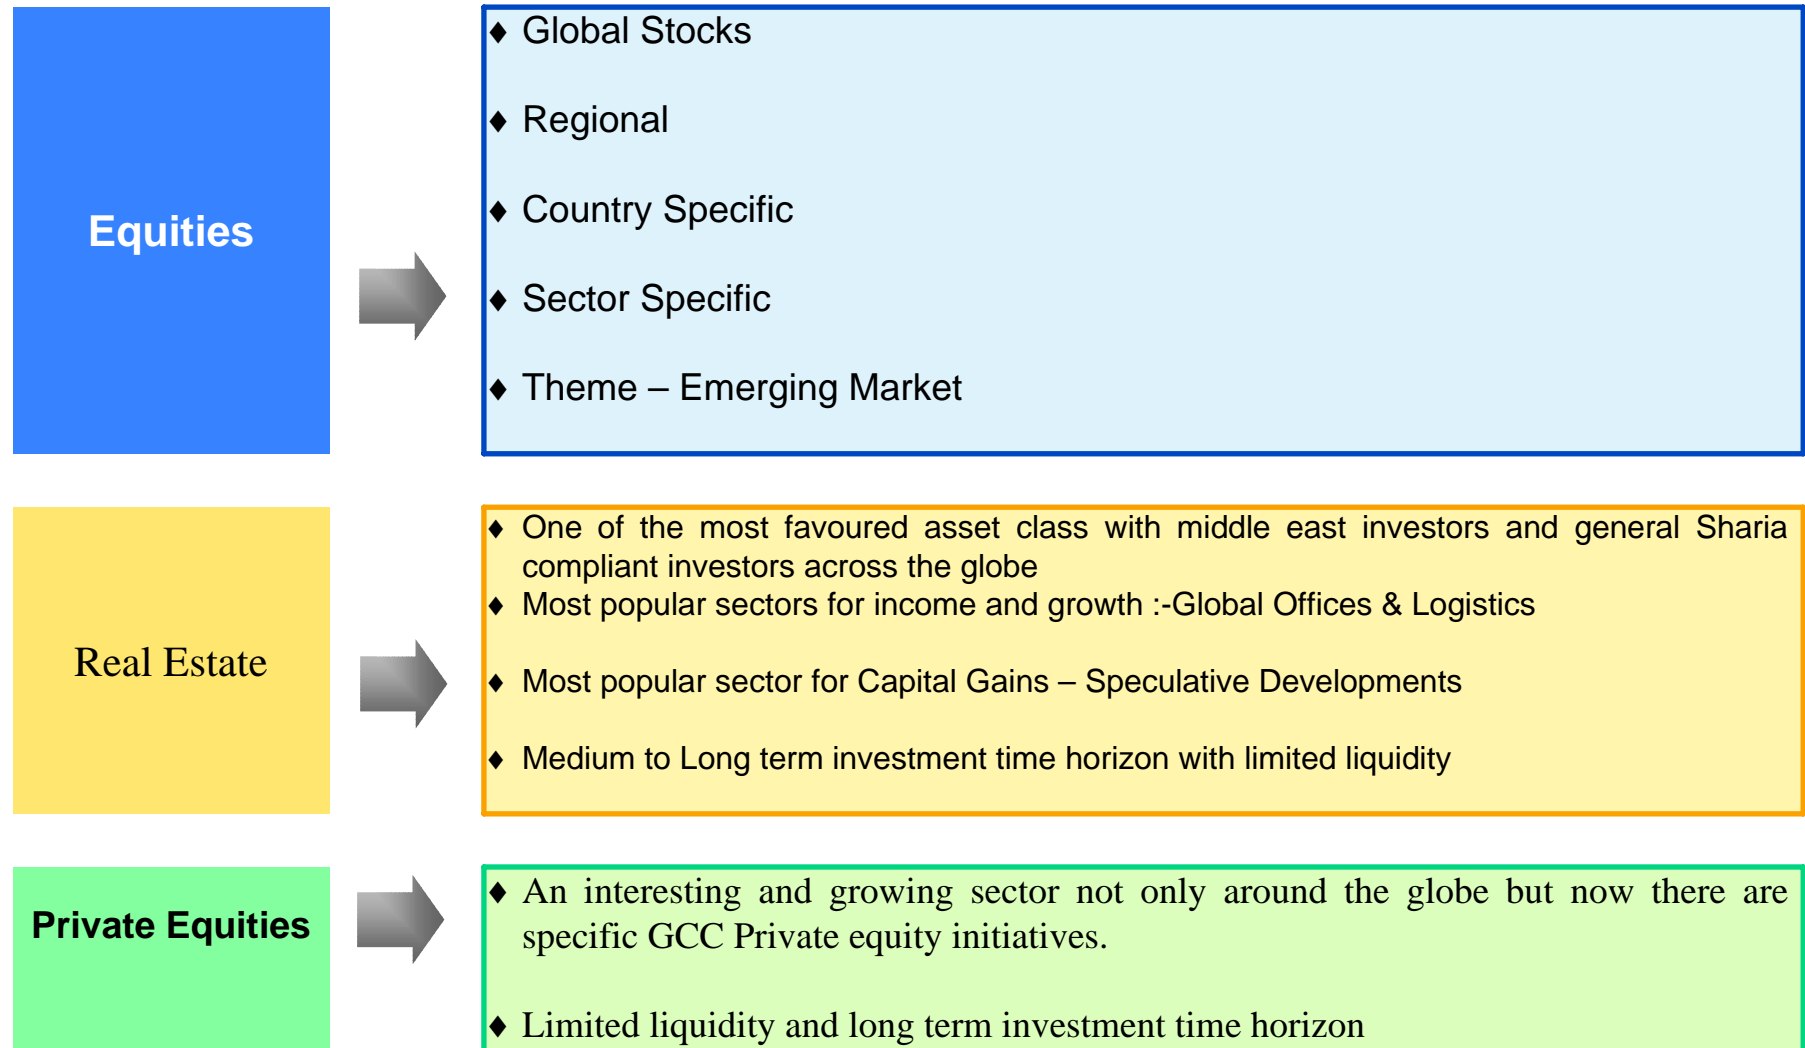 Equities
♦ Global Stocks
♦ Regional
♦ Country Specific
♦ Sector Specific
♦ Theme – Emerging Market
Real Estate
♦ One of the most favoured asset class with middle east investors and general Sharia
compliant investors across the globe
♦ Most popular sectors for income and growth :-Global Offices & Logistics
♦ Most popular sector for Capital Gains – Speculative Developments
♦ Medium to Long term investment time horizon with limited liquidity
Private Equities
♦ An interesting and growing sector not only around the globe but now there are
specific GCC Private equity initiatives.
♦ Limited liquidity and long term investment time horizon